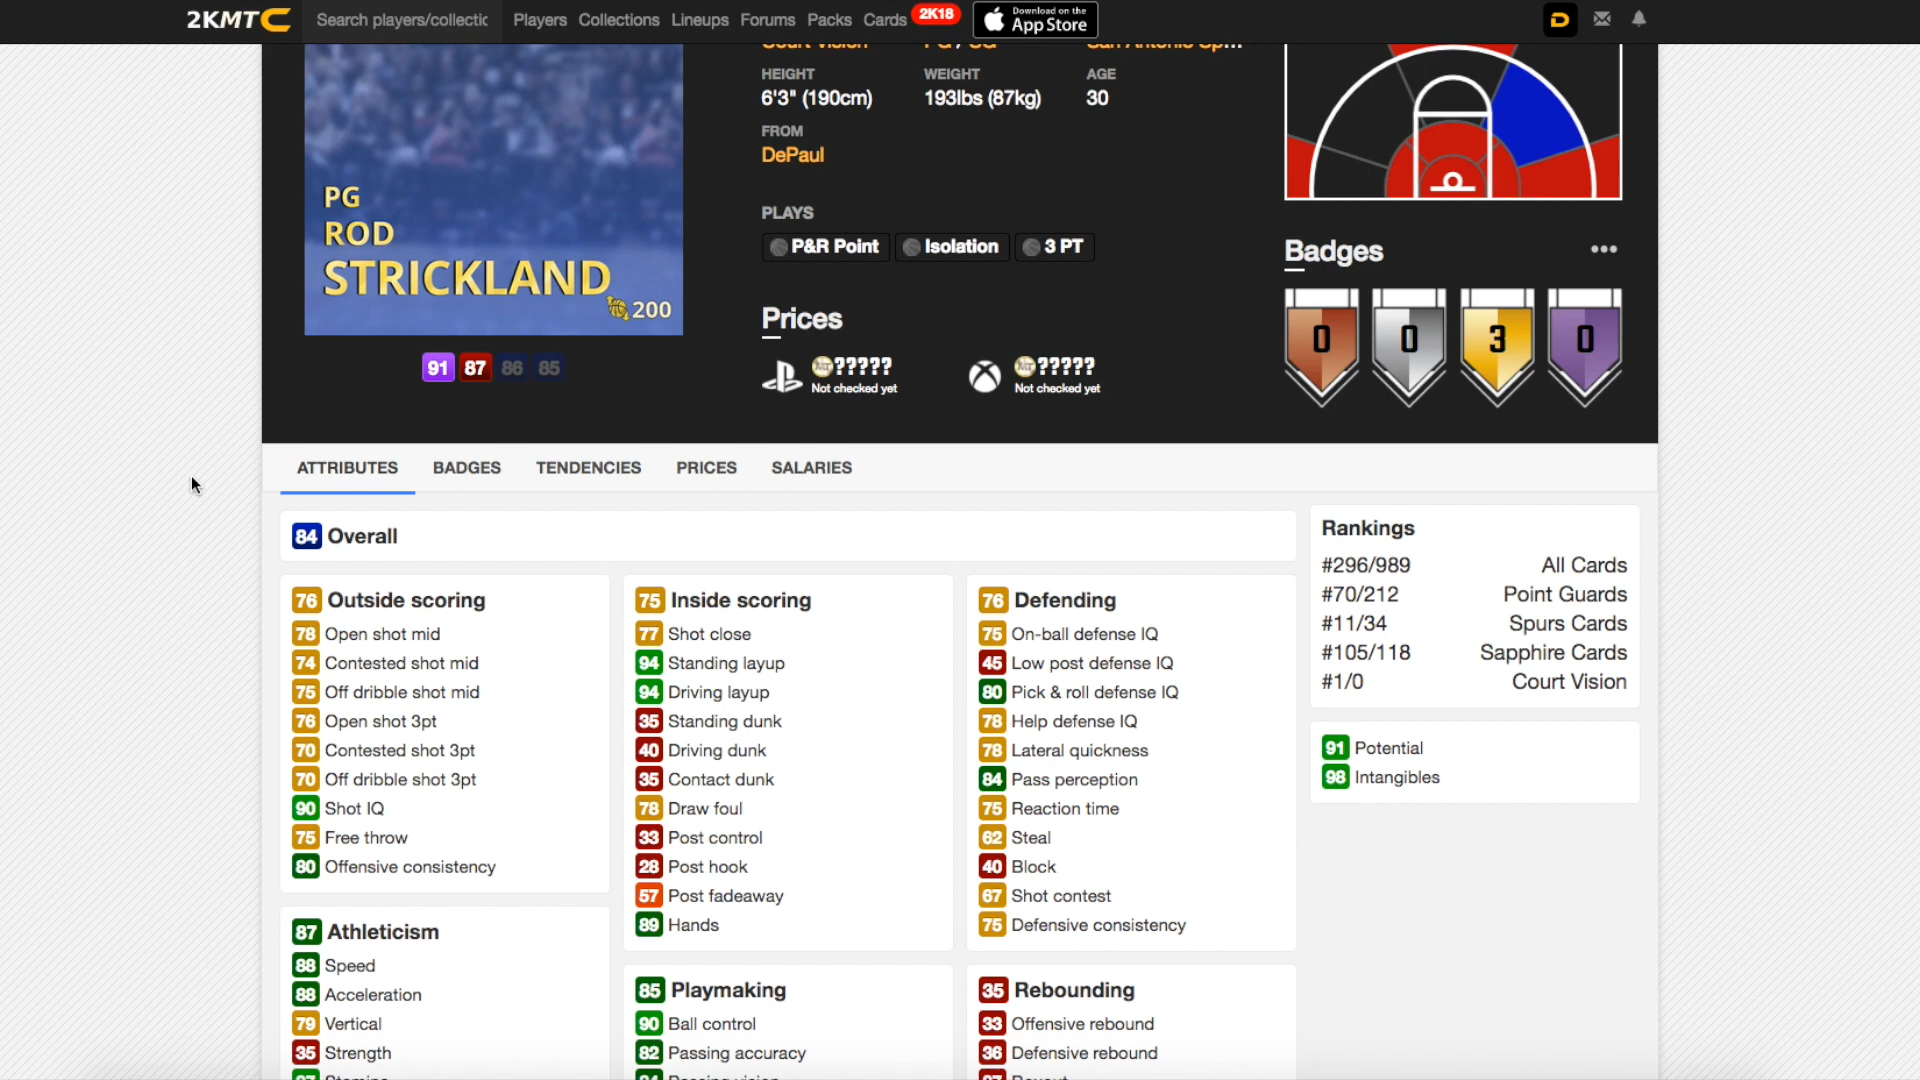 2KMTC
Search players/collectic
Players Collections Lineups Forums Packs Cards 2K18
Download on the
App Store
Court Vision PG / SG San Antonio Sp...
HEIGHT WEIGHT AGE
6'3" (190cm) 193lbs (87kg) 30
FROM
DePaul
PLAYS
P&R Point Isolation 3 PT
Prices
MT ????? MT ?????
Not checked yet Not checked yet
PG
ROD
STRICKLAND
200
91 87 86 85
Badges
0 0 3 0
ATTRIBUTES BADGES TENDENCIES PRICES SALARIES
84 Overall
76 Outside scoring
78 Open shot mid
74 Contested shot mid
75 Off dribble shot mid
76 Open shot 3pt
70 Contested shot 3pt
70 Off dribble shot 3pt
90 Shot IQ
75 Free throw
80 Offensive consistency
87 Athleticism
88 Speed
88 Acceleration
79 Vertical
35 Strength
75 Inside scoring
77 Shot close
94 Standing layup
94 Driving layup
35 Standing dunk
40 Driving dunk
35 Contact dunk
78 Draw foul
33 Post control
28 Post hook
57 Post fadeaway
89 Hands
85 Playmaking
90 Ball control
82 Passing accuracy
76 Defending
75 On-ball defense IQ
45 Low post defense IQ
80 Pick & roll defense IQ
78 Help defense IQ
78 Lateral quickness
84 Pass perception
75 Reaction time
62 Steal
40 Block
67 Shot contest
75 Defensive consistency
35 Rebounding
33 Offensive rebound
36 Defensive rebound
Rankings
#296/989 All Cards
#70/212 Point Guards
#11/34 Spurs Cards
#105/118 Sapphire Cards
#1/0 Court Vision
91 Potential
98 Intangibles